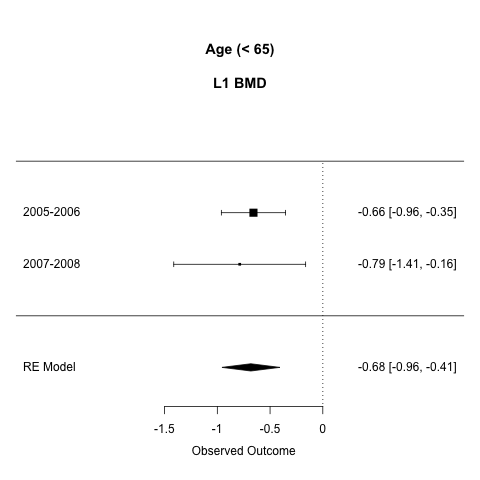 Age (< 65)
L1 BMD
2005-2006 -0.66 [-0.96, -0.35]
2007-2008 -0.79 [-1.41, -0.16]
RE Model -0.68 [-0.96, -0.41]
-1.5 -1 -0.5 0
Observed Outcome